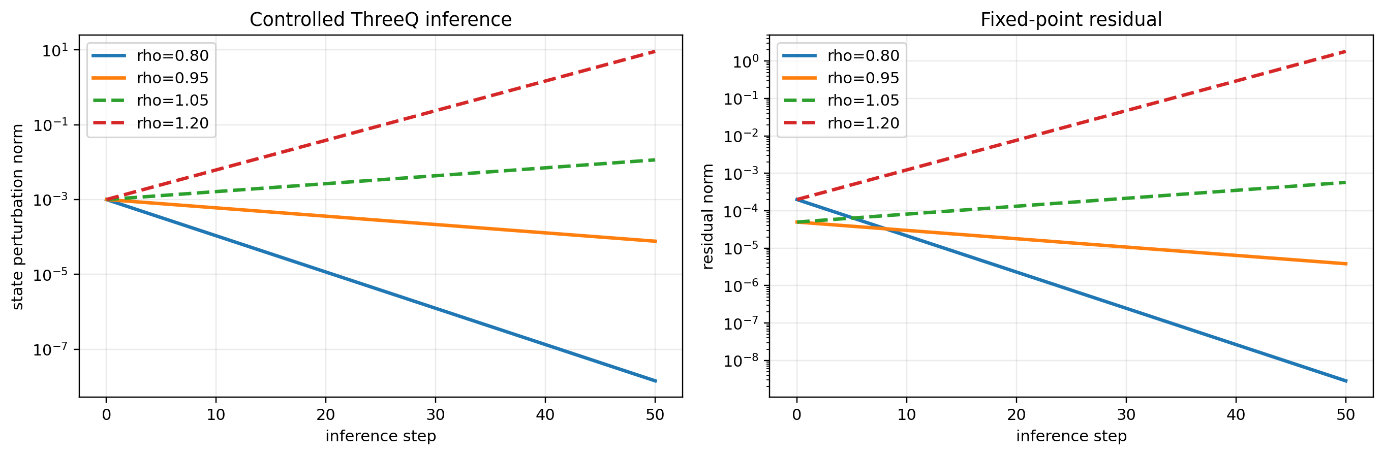 Controlled ThreeQ inference
rho=0.80
rho=0.95
rho=1.05
rho=1.20
10^1
10^-1
10^-3
10^-5
10^-7
state perturbation norm
0 10 20 30 40 50
inference step
Fixed-point residual
rho=0.80
rho=0.95
rho=1.05
rho=1.20
10^0
10^-1
10^-2
10^-3
10^-4
10^-5
10^-6
10^-7
10^-8
residual norm
0 10 20 30 40 50
inference step